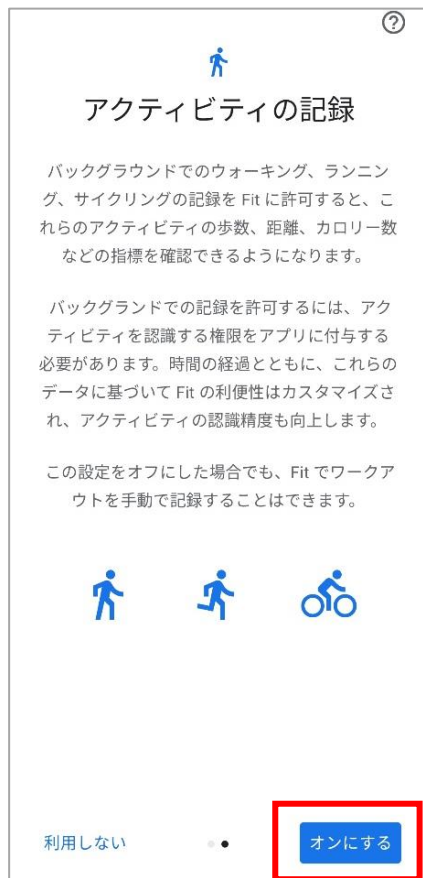 ?
アクティビティの記録
バックグラウンドでのウォーキング、ランニン
グ、サイクリングの記録を Fit に許可すると、こ
れらのアクティビティの歩数、距離、カロリー数
などの指標を確認できるようになります。
バックグランドでの記録を許可するには、アク
ティビティを認識する権限をアプリに付与する
必要があります。時間の経過とともに、これらの
データに基づいて Fit の利便性はカスタマイズさ
れ、アクティビティの認識精度も向上します。
この設定をオフにした場合でも、Fit でワークア
ウトを手動で記録することはできます。
利用しない
オンにする